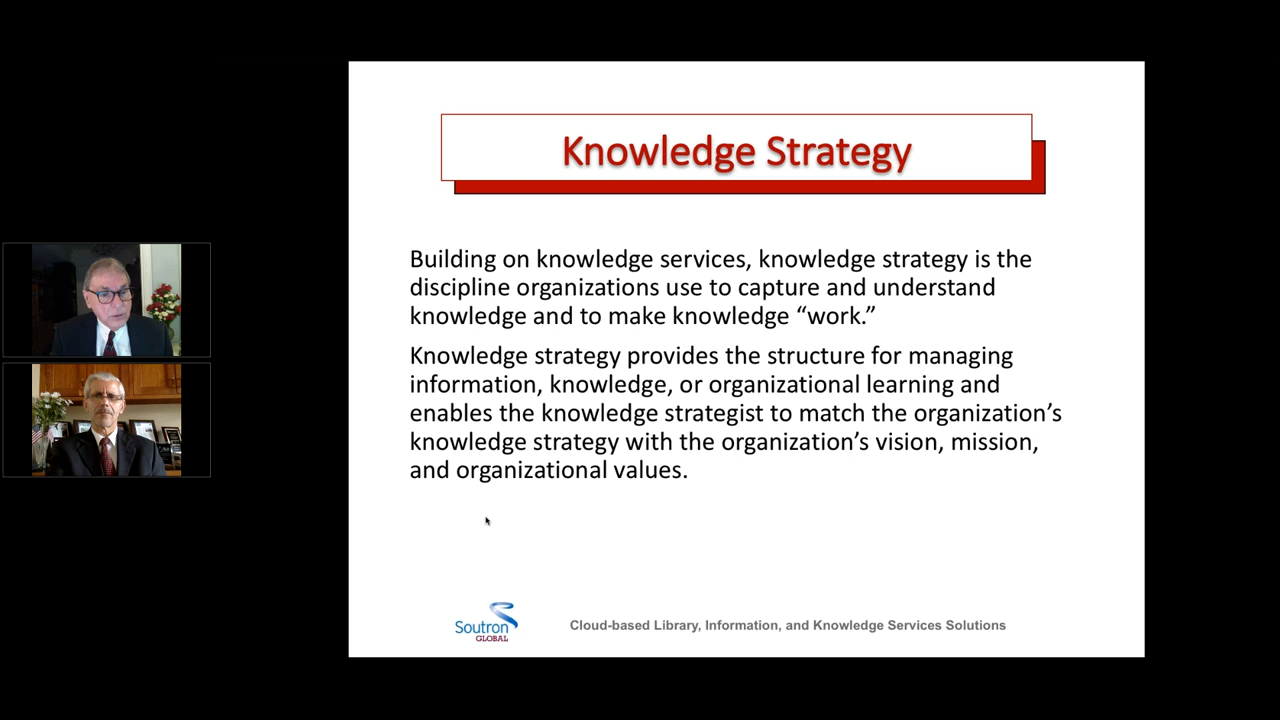 Knowledge Strategy
Building on knowledge services, knowledge strategy is the
discipline organizations use to capture and understand
knowledge and to make knowledge “work.”
Knowledge strategy provides the structure for managing
information, knowledge, or organizational learning and
enables the knowledge strategist to match the organization’s
knowledge strategy with the organization’s vision, mission,
and organizational values.
Soutron
GLOBAL
Cloud-based Library, Information, and Knowledge Services Solutions